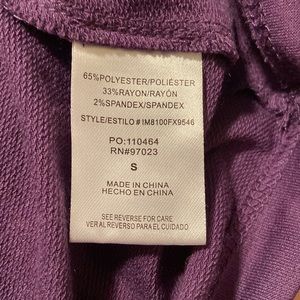 65%POLYESTER/POLIÉSTER
33%RAYON/RAYÓN
2%SPANDEX/SPANDEX
STYLE/ESTILO # IM8100FX9546
PO:110464
RN#97023
S
MADE IN CHINA
HECHO EN CHINA
SEE REVERSE FOR CARE
VER AL REVERSO PARA EL CUIDADO